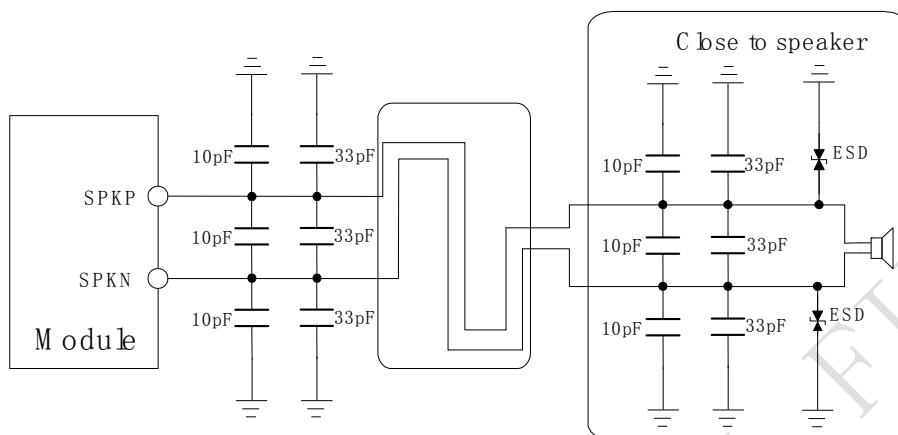 Close to speaker
10pF
33pF
10pF
33pF
ESD
SPKP
10pF
33pF
10pF
33pF
SPKN
10pF
33pF
10pF
33pF
ESD
Module